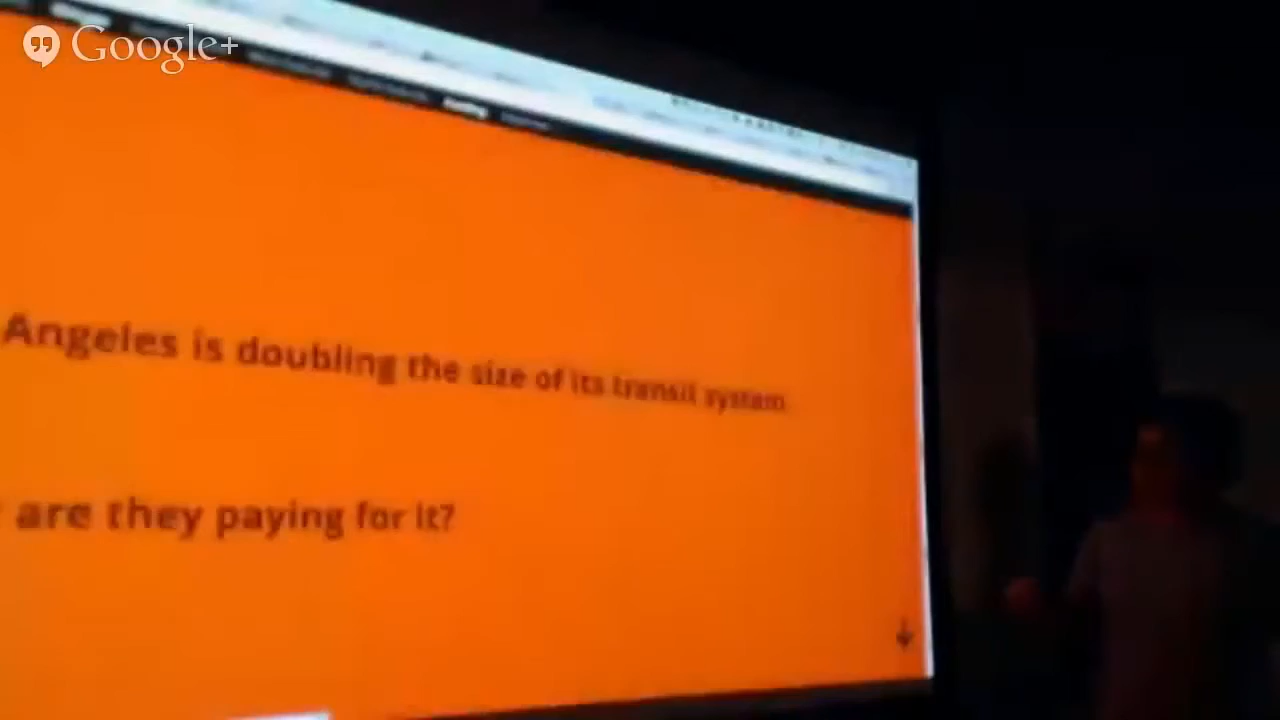 Google+
Angeles is doubling the size of its transit system
are they paying for it?